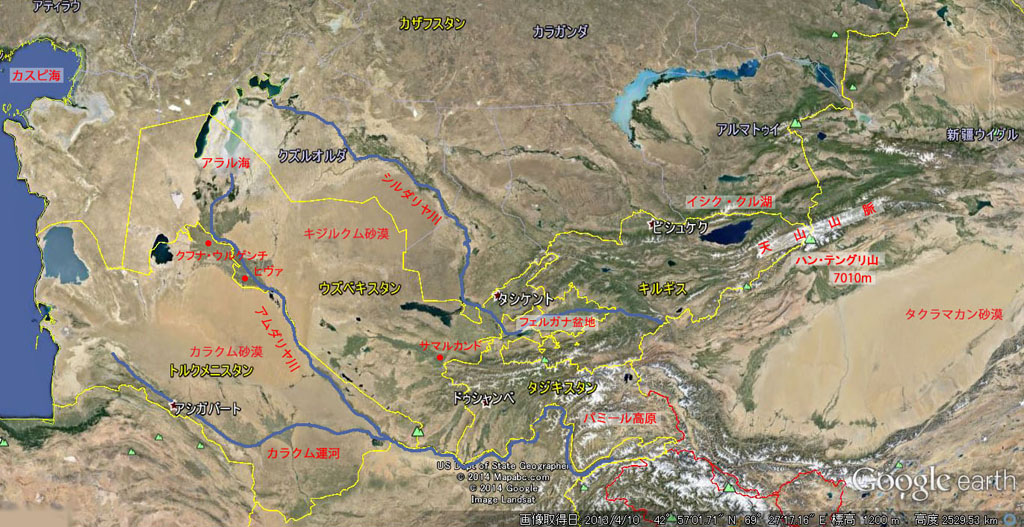 アティラウ
カザフスタン
カラガンダ
カスピ海
アルマトゥイ
新疆ウイグル
クズルオルダ
アラル海
シルダリヤ川
イシク・クル湖
天山山脈
ビシュケク
キジルクム砂漠
クフナ・ウルゲンチ
ヒヴァ
ハン・テングリ山
7010m
ウズベキスタン
タシケント
キルギス
フェルガナ盆地
タクラマカン砂漠
アムダリヤ川
サマルカンド
カラクム砂漠
トルクメニスタン
タジキスタン
ドゥシャンベ
アシガバート
パミール高原
カラクム運河
US Dept of State Geographer
© 2014 Mapabc.com
© 2014 Google
Image Landsat
Google earth
画像取得日 2013/4/10 42°57'01.71" N 69°27'17.16" E 標高 1200 m 高度 2529.53 km